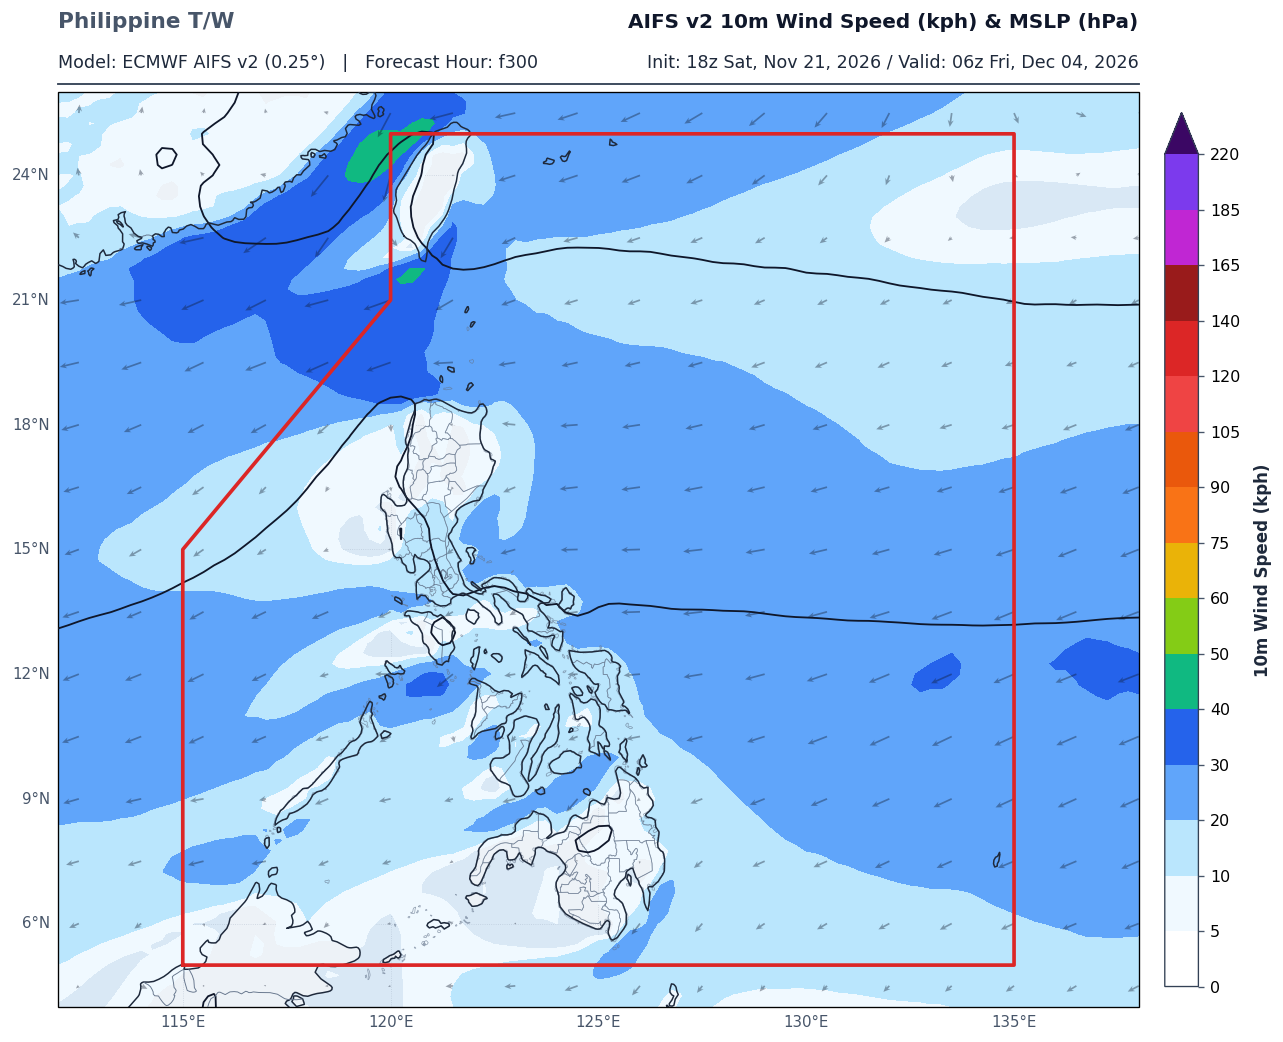 Philippine T/W
AIFS v2 10m Wind Speed (kph) & MSLP (hPa)
Model: ECMWF AIFS v2 (0.25°)   |   Forecast Hour: f300
Init: 18z Sat, Nov 21, 2026 / Valid: 06z Fri, Dec 04, 2026
24°N
21°N
18°N
15°N
12°N
9°N
6°N
115°E
120°E
125°E
130°E
135°E
220
185
165
140
120
105
90
75
60
50
40
30
20
10
5
0
10m Wind Speed (kph)